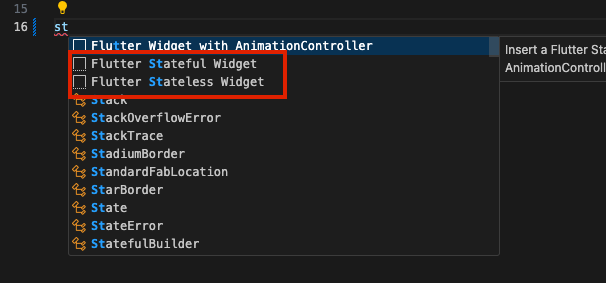 15
16 st
Flutter Widget with AnimationController
Insert a Flutter Sta
Flutter Stateful Widget
AnimationControll
Flutter Stateless Widget
Stack
StackOverflowError
StackTrace
StadiumBorder
StandardFabLocation
StarBorder
State
StateError
StatefulBuilder